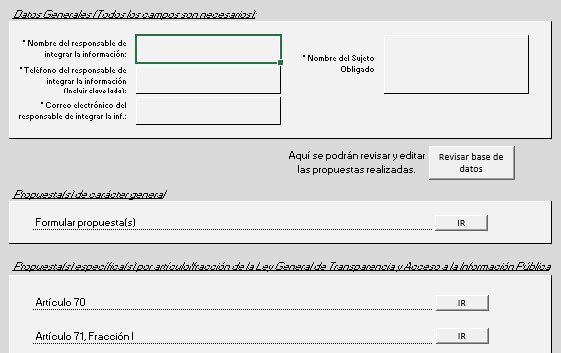 Datos Generales (Todos los campos son necesarios):
* Nombre del responsable de
integrar la información:
* Nombre del Sujeto
Obligado
* Teléfono del responsable de
integrar la información
(Incluir clave lada):
* Correo electrónico del
responsable de integrar la inf.:
Aquí se podrán revisar y editar
las propuestas realizadas.
Revisar base de
datos
Propuesta(s) de carácter general
Formular propuesta(s)
IR
Propuesta(s) específica(s) por artículo/fracción de la Ley General de Transparencia y Acceso a la Información Pública
Artículo 70
IR
Artículo 71, Fracción I
IR